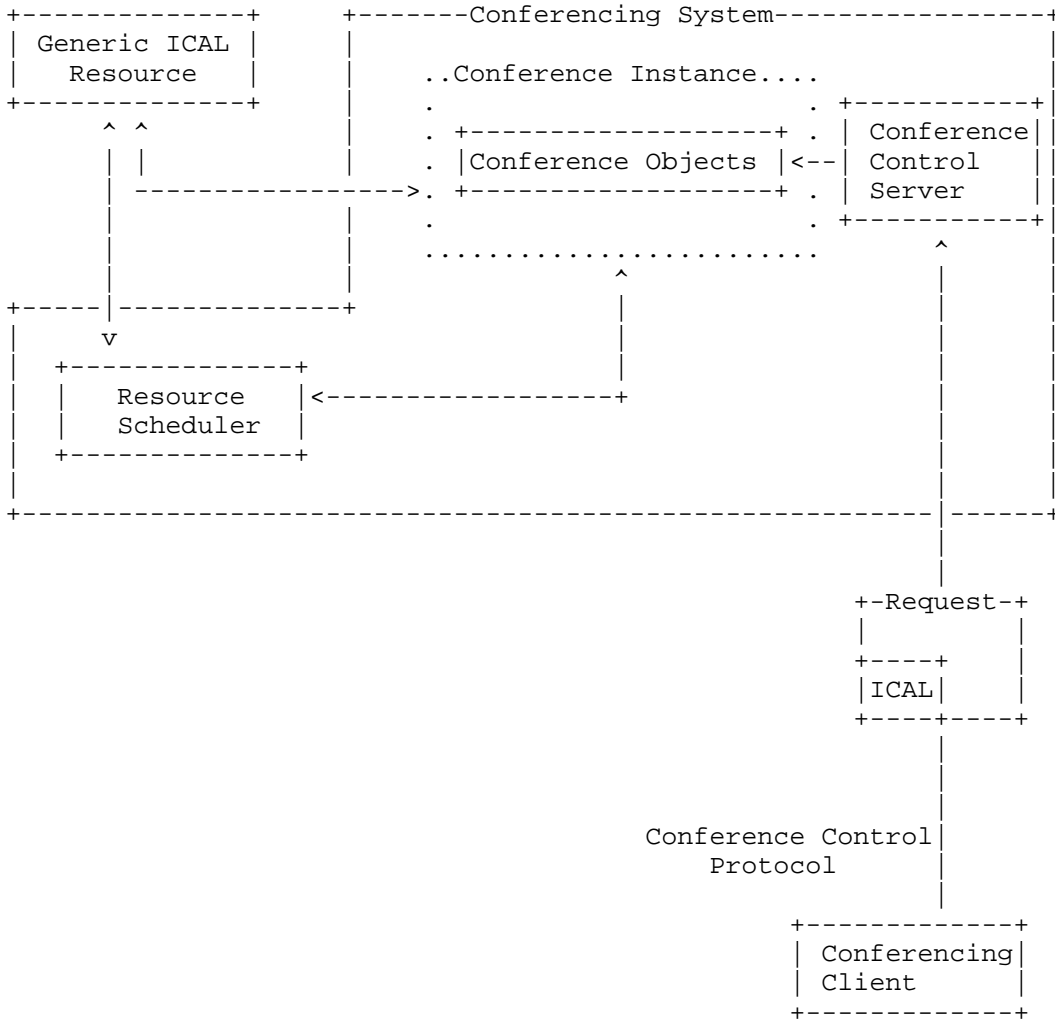 Conferencing System
Generic ICAL
Resource
Conference Instance
Conference
Conference Objects
Control
Server
Resource
Scheduler
Request
ICAL
Conference Control
Protocol
Conferencing
Client